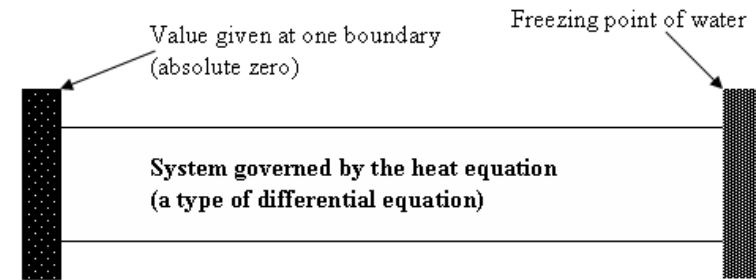 Value given at one boundary
(absolute zero)
Freezing point of water
System governed by the heat equation
(a type of differential equation)